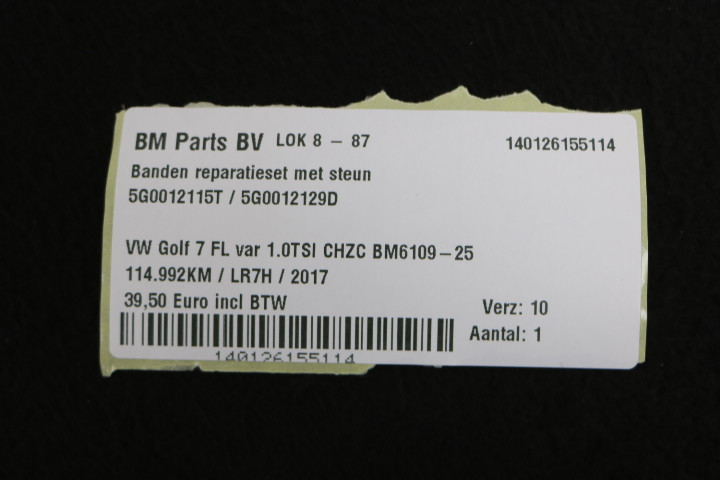 BM Parts BV LOK 8 - 87 140126155114
Banden reparatieset met steun
5G0012115T / 5G0012129D
VW Golf 7 FL var 1.0TSI CHZC BM6109-25
114.992KM / LR7H / 2017
39,50 Euro incl BTW
Verz: 10
Aantal: 1
140126155114